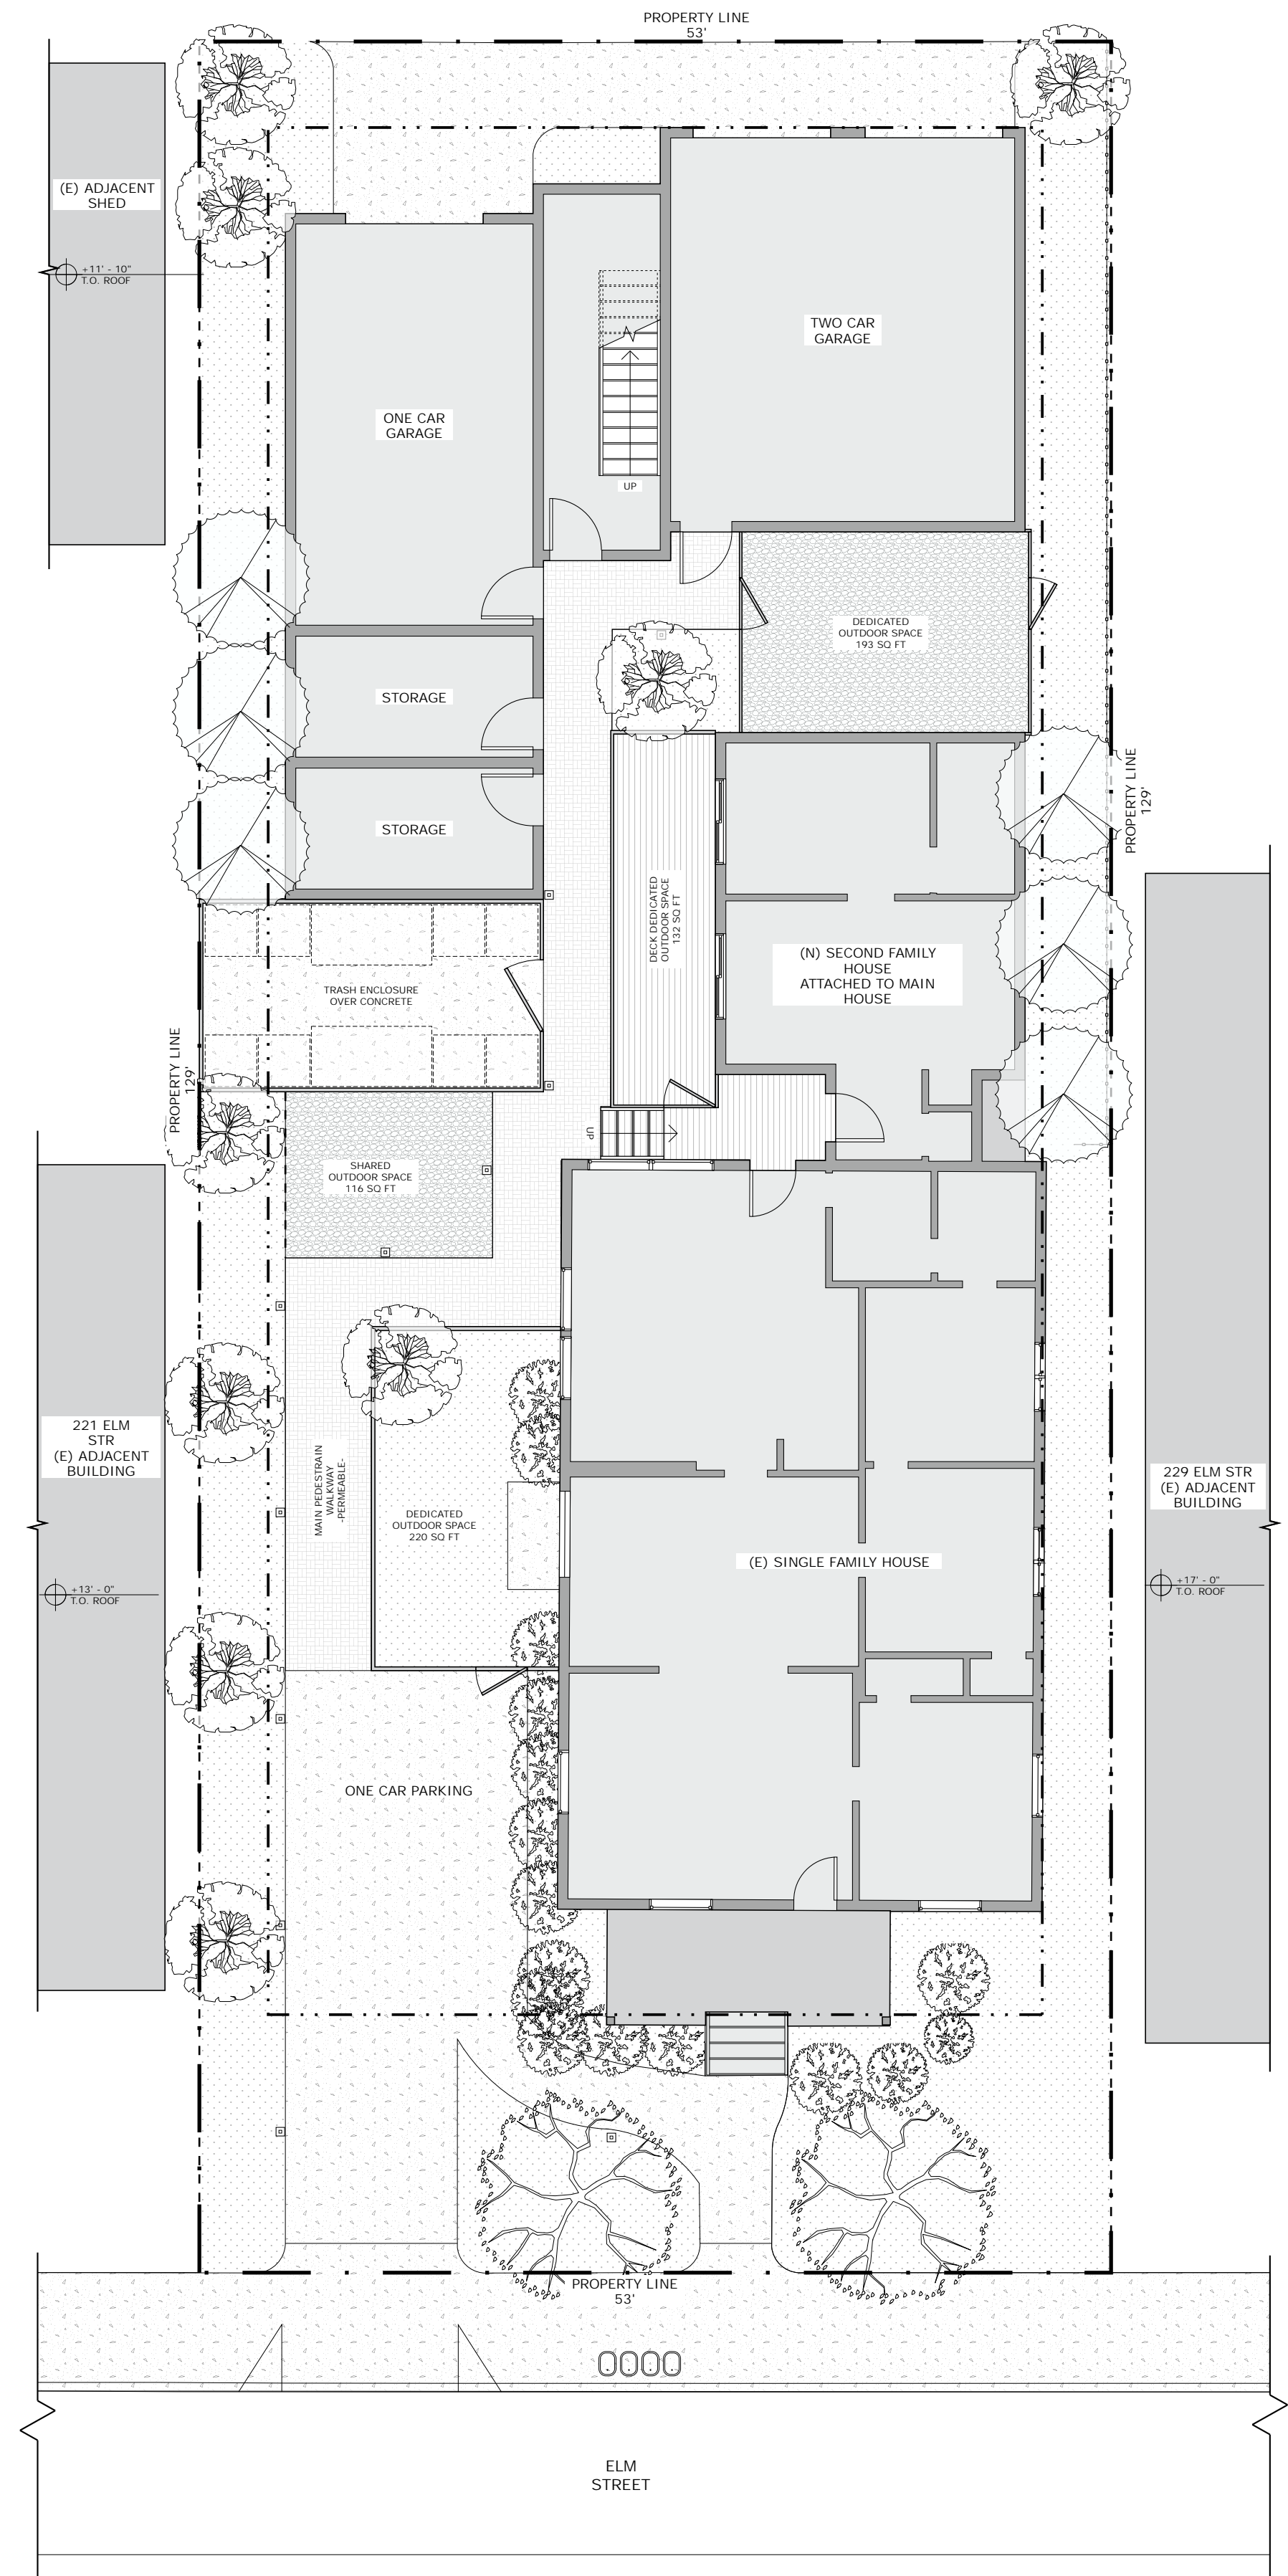 PROPERTY LINE
53'
(E) ADJACENT
SHED
+11' - 10"
T.O. ROOF
TWO CAR
GARAGE
ONE CAR
GARAGE
UP
DEDICATED
OUTDOOR SPACE
193 SQ FT
STORAGE
STORAGE
PROPERTY LINE
129'
DECK DEDICATED
OUTDOOR SPACE
132 SQ FT
(N) SECOND FAMILY
HOUSE
ATTACHED TO MAIN
HOUSE
TRASH ENCLOSURE
OVER CONCRETE
PROPERTY LINE
129'
UP
SHARED
OUTDOOR SPACE
116 SQ FT
221 ELM
STR
(E) ADJACENT
BUILDING
MAIN PEDESTRAIN
WALKWAY
-PERMEABLE-
DEDICATED
OUTDOOR SPACE
220 SQ FT
229 ELM STR
(E) ADJACENT
BUILDING
(E) SINGLE FAMILY HOUSE
+13' - 0"
T.O. ROOF
+17' - 0"
T.O. ROOF
ONE CAR PARKING
PROPERTY LINE
53'
ELM
STREET